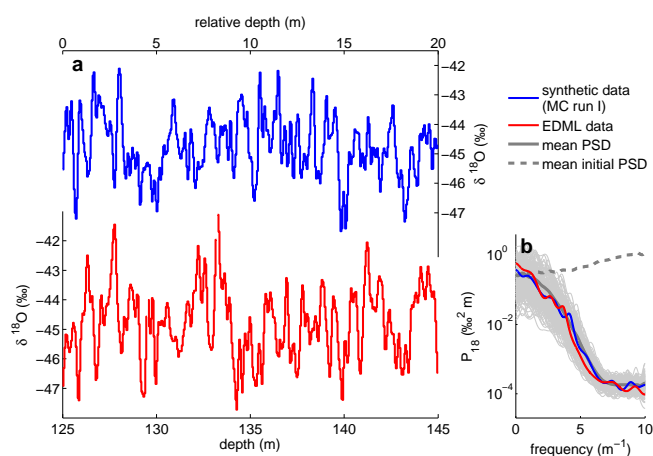 relative depth (m)
0 5 10 15 20
a
−42
−43
−44
−45
−46
−47
δ 18O (‰)
synthetic data
(MC run I)
EDML data
mean PSD
mean initial PSD
−42
−43
−44
−45
−46
−47
δ 18O (‰)
125 130 135 140 145
depth (m)
b
10^0
10^−2
10^−4
P18 (‰^2 m)
0 5 10
frequency (m^−1)